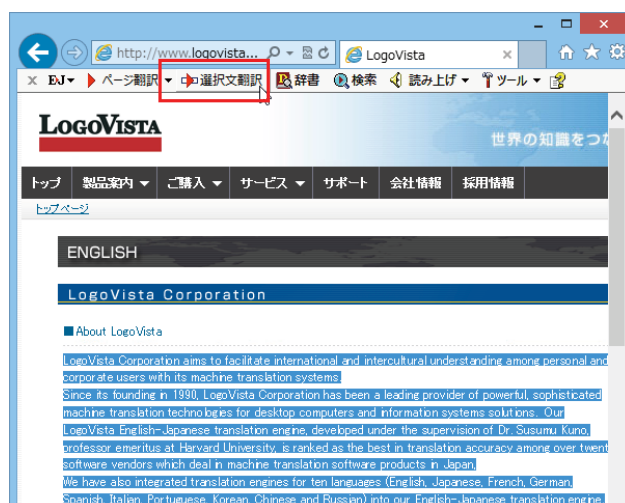 http://www.logovista... LogoVista
EJ ページ翻訳 選択文翻訳 辞書 検索 読み上げ ツール
LOGOVISTA
世界の知識をつ
トップ 製品案内 ご購入 サービス サポート 会社情報 採用情報
トップページ
ENGLISH
LogoVista Corporation
■About LogoVista
LogoVista Corporation aims to facilitate international and intercultural understanding among personal and
corporate users with its machine translation systems.
Since its founding in 1990, LogoVista Corporation has been a leading provider of powerful, sophisticated
machine translation technologies for desktop computers and information systems solutions. Our
LogoVista English-Japanese translation engine, developed under the supervision of Dr. Susumu Kuno,
professor emeritus at Harvard University, is ranked as the best in translation accuracy among over twent
software vendors which deal in machine translation software products in Japan.
We have also integrated translation engines for ten languages (English, Japanese, French, German,
Spanish, Italian, Portuguese, Korean, Chinese and Russian) into our English-Japanese translation engine,